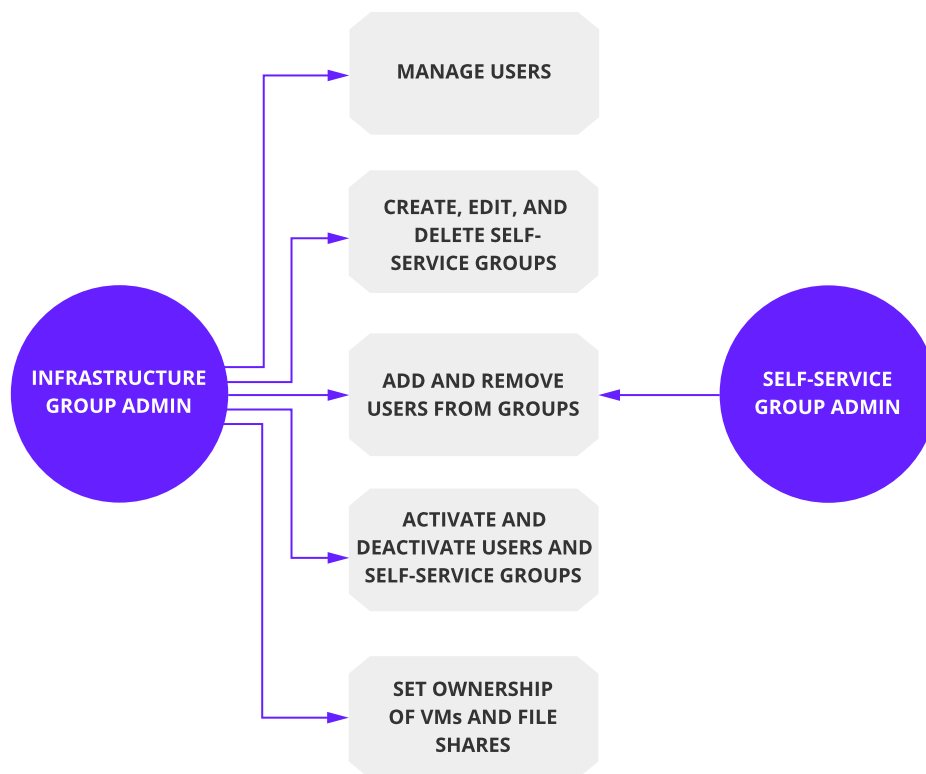 MANAGE USERS
CREATE, EDIT, AND
DELETE SELF-
SERVICE GROUPS
INFRASTRUCTURE
GROUP ADMIN
ADD AND REMOVE
USERS FROM GROUPS
SELF-SERVICE
GROUP ADMIN
ACTIVATE AND
DEACTIVATE USERS AND
SELF-SERVICE GROUPS
SET OWNERSHIP
OF VMs AND FILE
SHARES